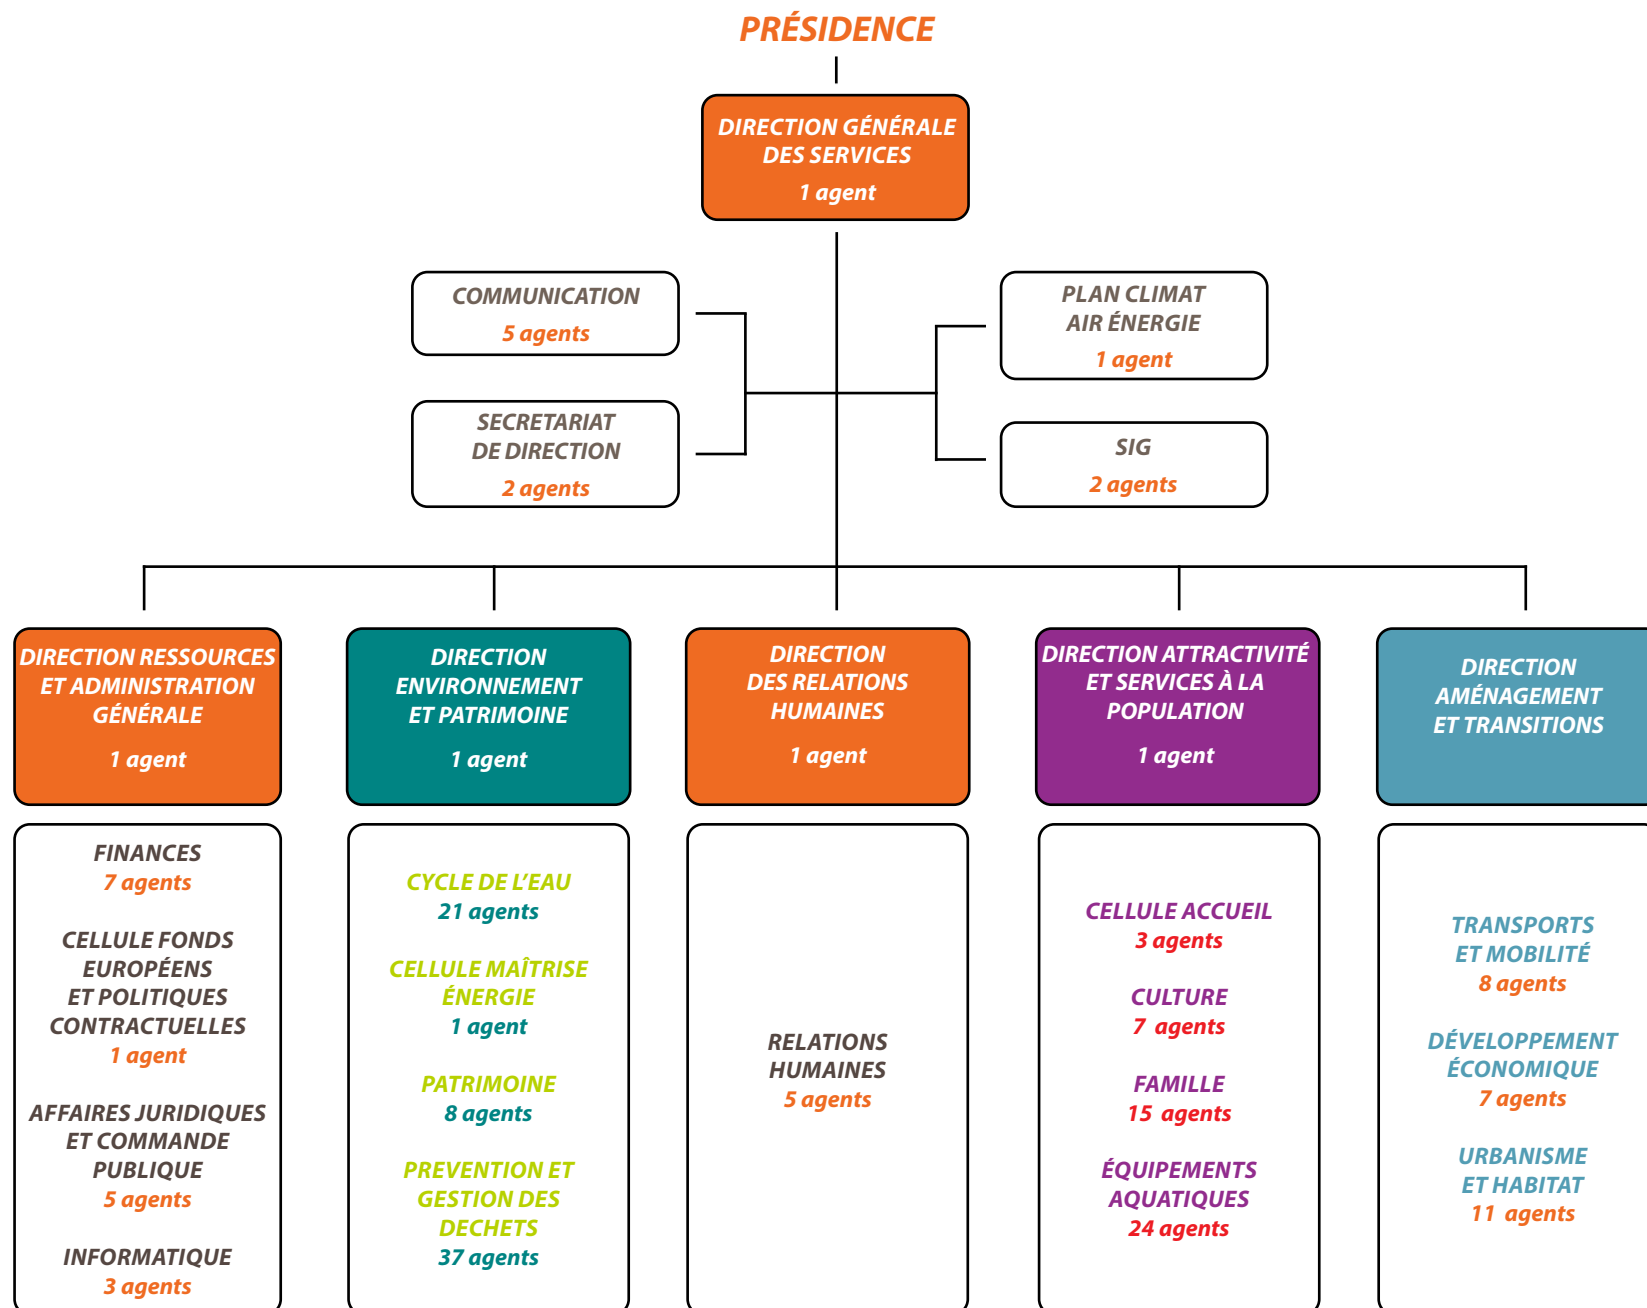 PRÉSIDENCE
DIRECTION GÉNÉRALE
DES SERVICES
1 agent
COMMUNICATION
5 agents
PLAN CLIMAT
AIR ÉNERGIE
1 agent
SECRETARIAT
DE DIRECTION
2 agents
SIG
2 agents
DIRECTION RESSOURCES
ET ADMINISTRATION
GÉNÉRALE
1 agent
DIRECTION
ENVIRONNEMENT
ET PATRIMOINE
1 agent
DIRECTION
DES RELATIONS
HUMAINES
1 agent
DIRECTION ATTRACTIVITÉ
ET SERVICES À LA
POPULATION
1 agent
DIRECTION
AMÉNAGEMENT
ET TRANSITIONS
FINANCES
7 agents
CELLULE FONDS
EUROPÉENS
ET POLITIQUES
CONTRACTUELLES
1 agent
AFFAIRES JURIDIQUES
ET COMMANDE
PUBLIQUE
5 agents
INFORMATIQUE
3 agents
CYCLE DE L'EAU
21 agents
CELLULE MAÎTRISE
ÉNERGIE
1 agent
PATRIMOINE
8 agents
PREVENTION ET
GESTION DES
DECHETS
37 agents
RELATIONS
HUMAINES
5 agents
CELLULE ACCUEIL
3 agents
CULTURE
7 agents
FAMILLE
15 agents
ÉQUIPEMENTS
AQUATIQUES
24 agents
TRANSPORTS
ET MOBILITÉ
8 agents
DÉVELOPPEMENT
ÉCONOMIQUE
7 agents
URBANISME
ET HABITAT
11 agents